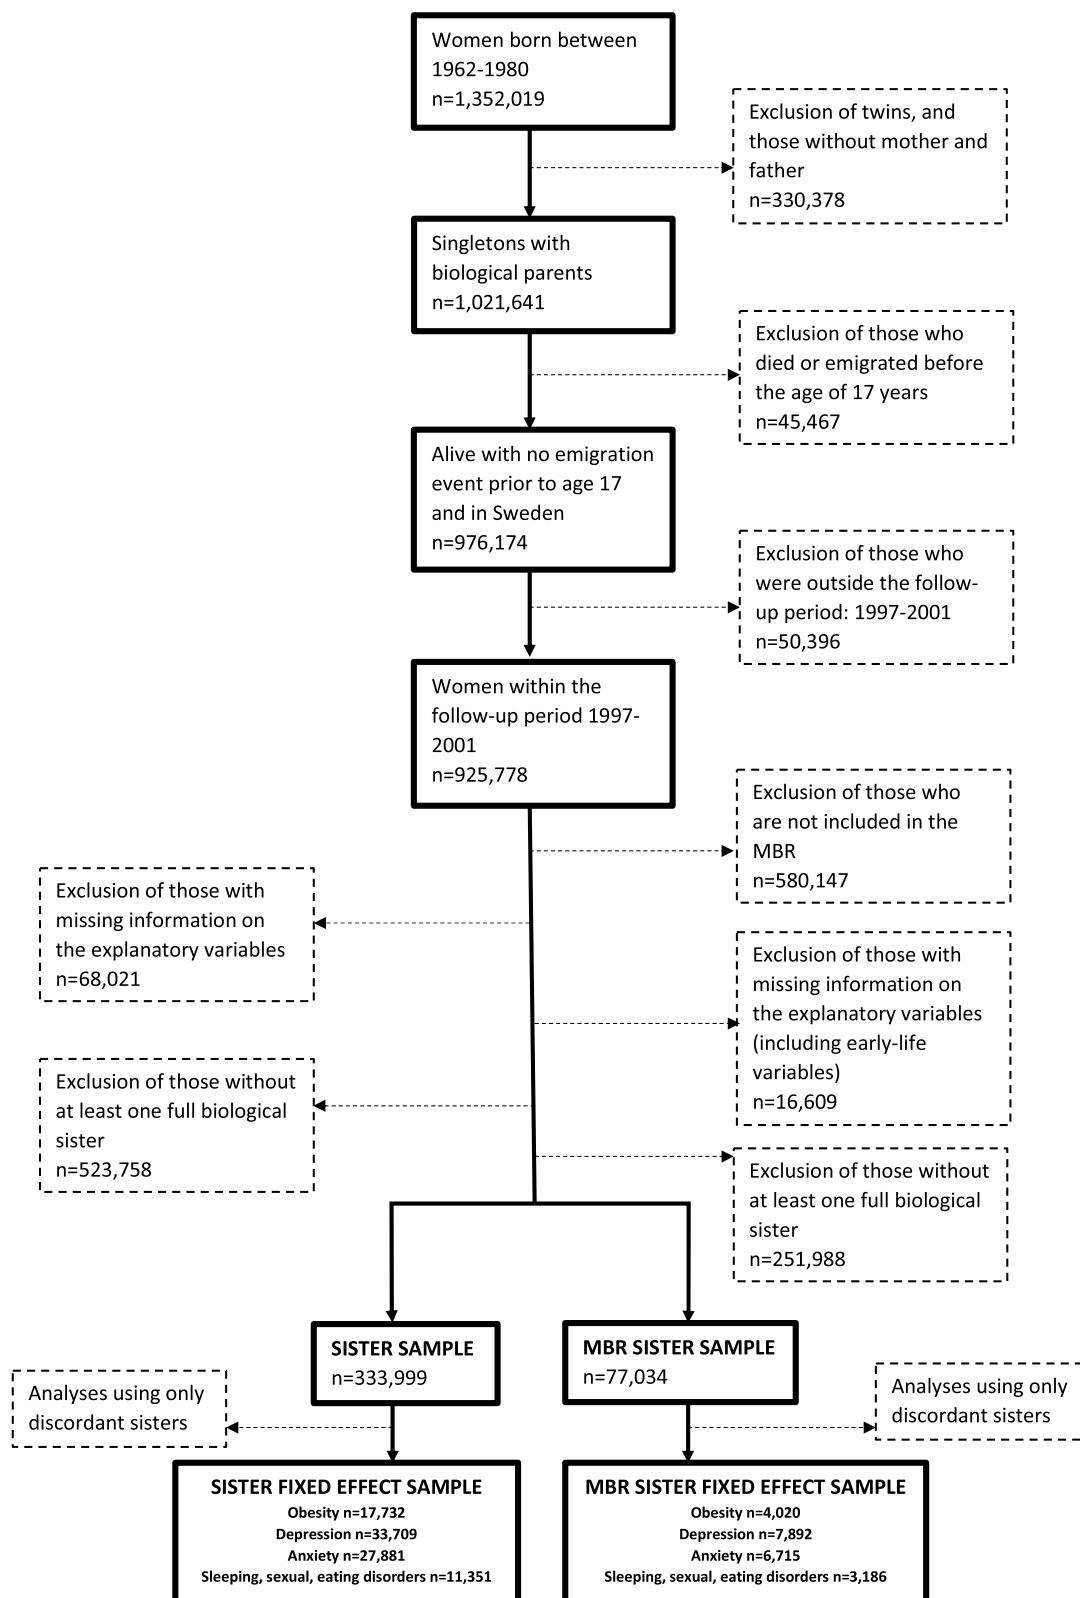 Women born between
1962-1980
n=1,352,019
Exclusion of twins, and
those without mother and
father
n=330,378
Singletons with
biological parents
n=1,021,641
Exclusion of those who
died or emigrated before
the age of 17 years
n=45,467
Alive with no emigration
event prior to age 17
and in Sweden
n=976,174
Exclusion of those who
were outside the follow-
up period: 1997-2001
n=50,396
Women within the
follow-up period 1997-
2001
n=925,778
Exclusion of those who
are not included in the
MBR
n=580,147
Exclusion of those with
missing information on
the explanatory variables
n=68,021
Exclusion of those with
missing information on
the explanatory variables
(including early-life
variables)
n=16,609
Exclusion of those without
at least one full biological
sister
n=523,758
Exclusion of those without
at least one full biological
sister
n=251,988
SISTER SAMPLE
n=333,999
MBR SISTER SAMPLE
n=77,034
Analyses using only
discordant sisters
Analyses using only
discordant sisters
SISTER FIXED EFFECT SAMPLE
Obesity n=17,732
Depression n=33,709
Anxiety n=27,881
Sleeping, sexual, eating disorders n=11,351
MBR SISTER FIXED EFFECT SAMPLE
Obesity n=4,020
Depression n=7,892
Anxiety n=6,715
Sleeping, sexual, eating disorders n=3,186